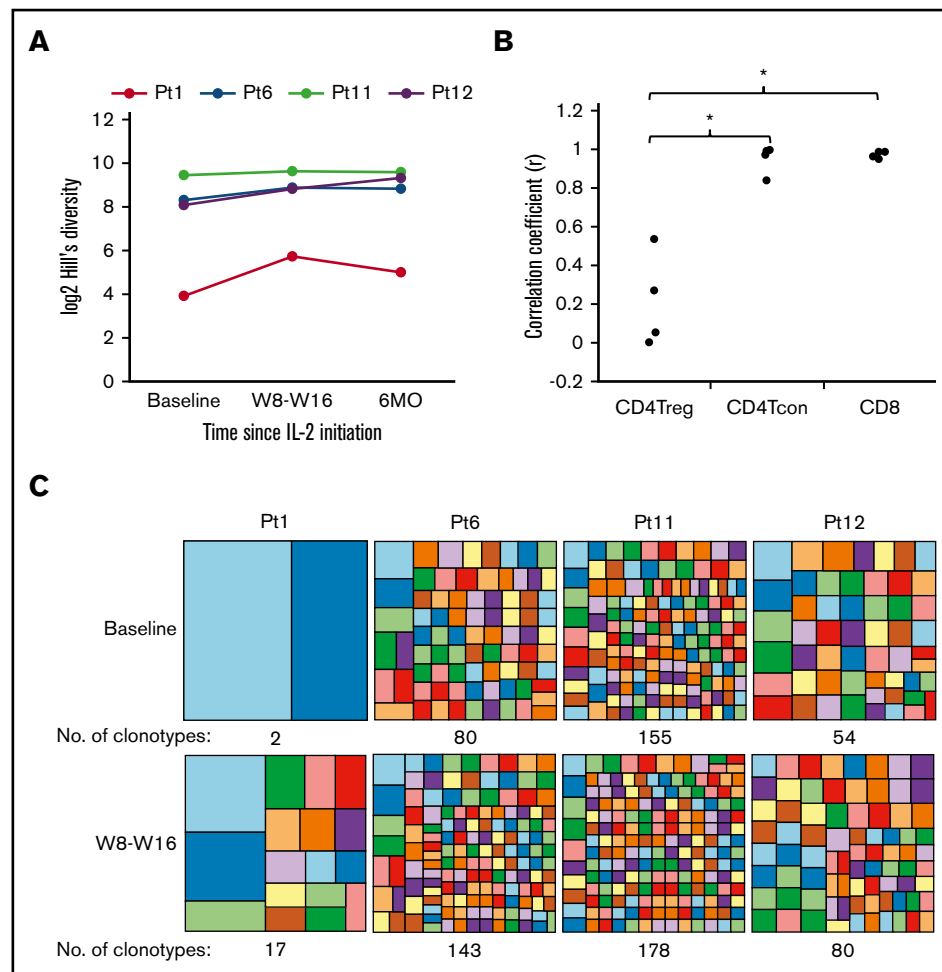 A
Pt1 Pt6 Pt11 Pt12
12
10
8
6
4
2
0
log2 Hill's diversity
Baseline W8-W16 6MO
Time since IL-2 initiation
B
*
*
1.2
1
0.8
0.6
0.4
0.2
0
-0.2
Correlation coefficient (r)
CD4Treg CD4Tcon CD8
C
Pt1 Pt6 Pt11 Pt12
Baseline
No. of clonotypes: 2 80 155 54
W8-W16
No. of clonotypes: 17 143 178 80